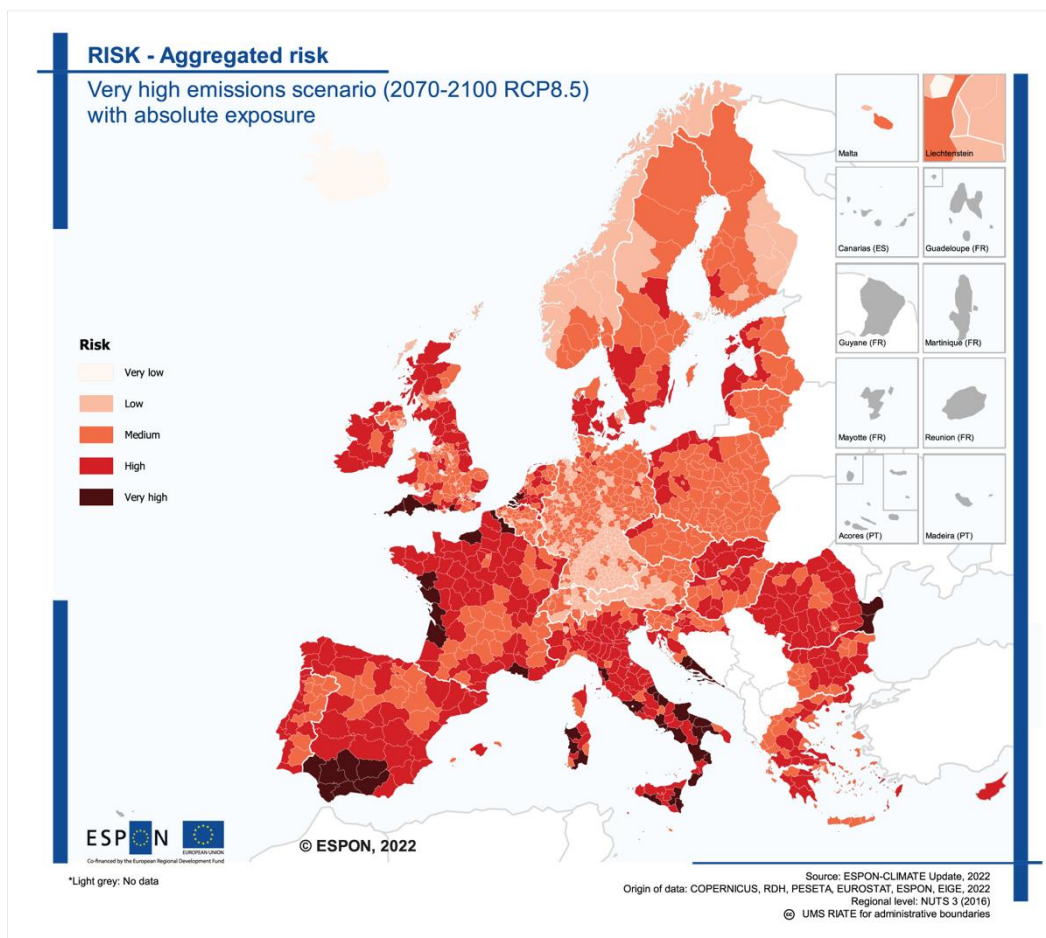 RISK - Aggregated risk
Very high emissions scenario (2070-2100 RCP8.5)
with absolute exposure
Malta
Liechtenstein
Canarias (ES)
Guadeloupe (FR)
Guyane (FR)
Martinique (FR)
Mayotte (FR)
Reunion (FR)
Acores (PT)
Madeira (PT)
Risk
Very low
Low
Medium
High
Very high
ESPON
EUROPEAN UNION
Co-financed by the European Regional Development Fund
© ESPON, 2022
*Light grey: No data
Source: ESPON-CLIMATE Update, 2022
Origin of data: COPERNICUS, RDH, PESETA, EUROSTAT, ESPON, EIGE, 2022
Regional level: NUTS 3 (2016)
cc UMS RIATE for administrative boundaries